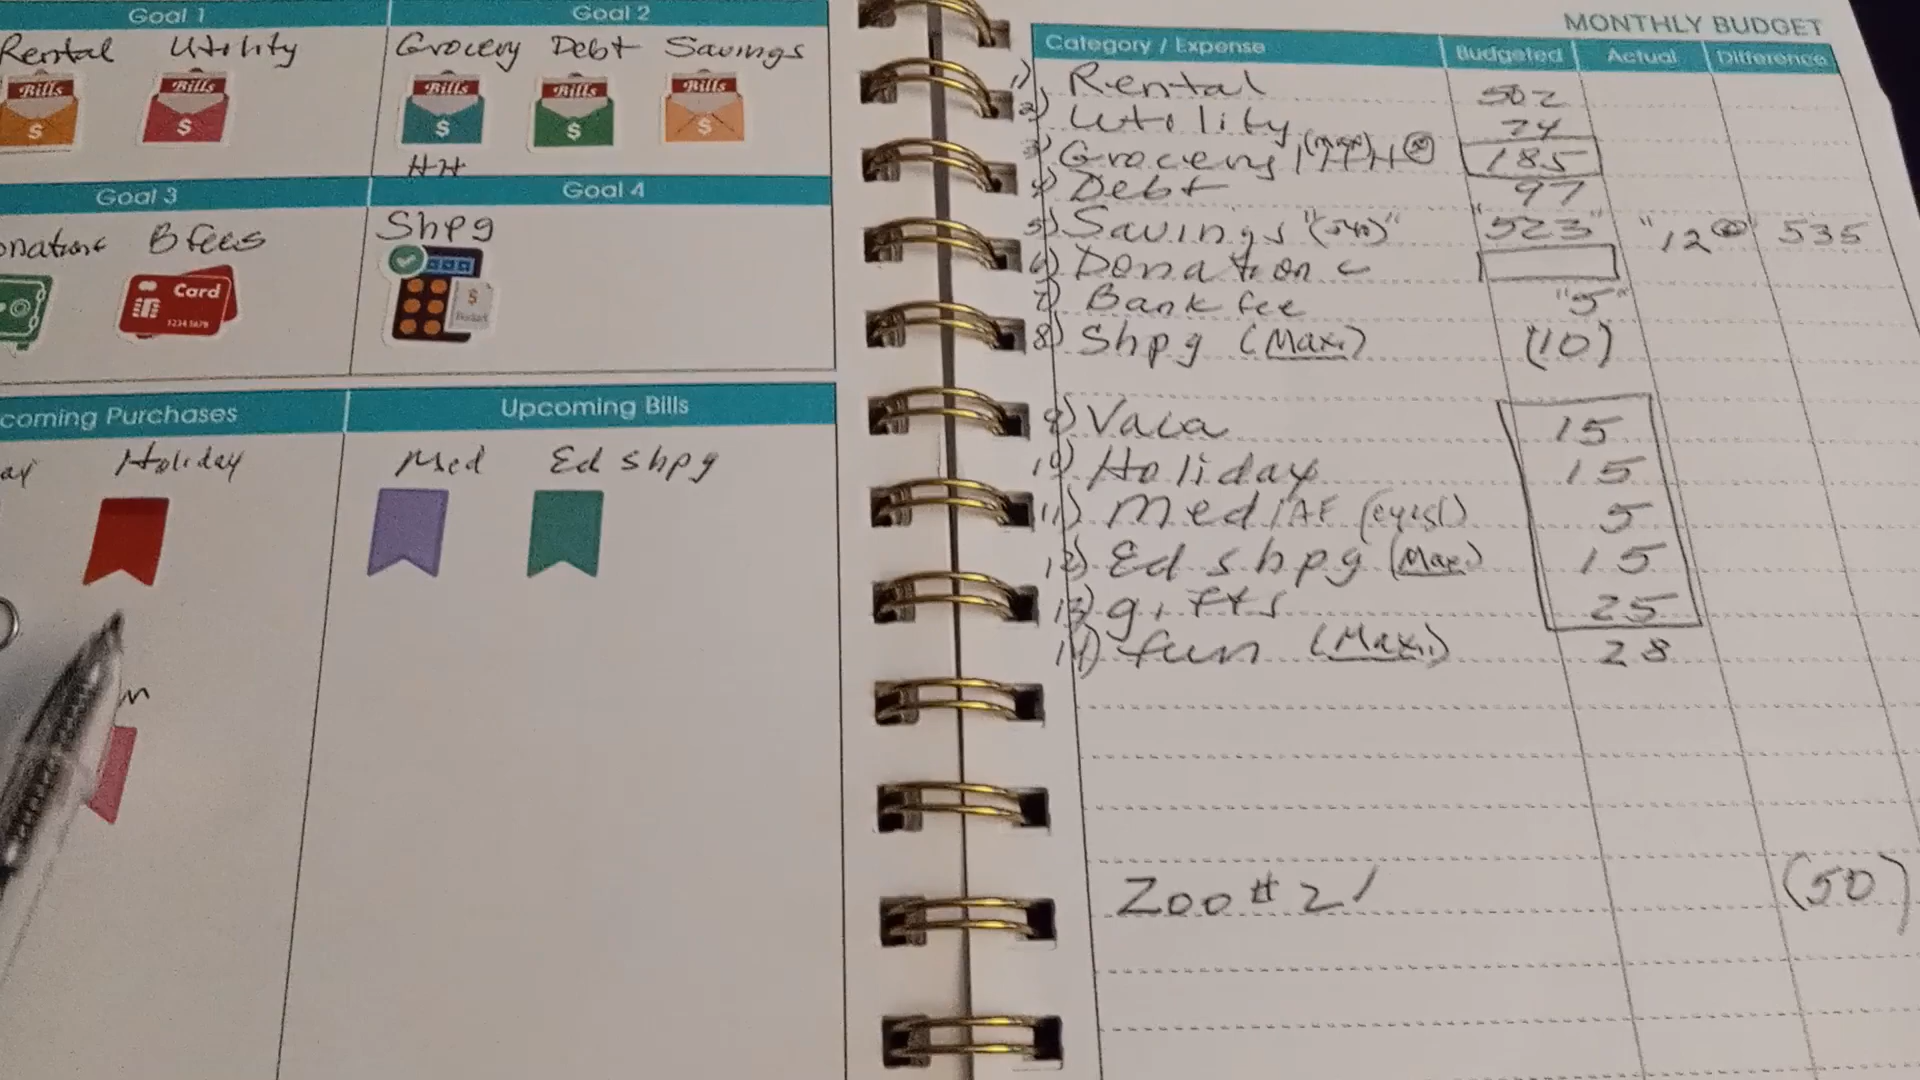 Goal 1
Goal 2
Rental Utility
Grocery Debt Savings
Bills Bills
Bills Bills Bills
$ $
$ $ $
HH
Goal 3
Goal 4
B fees
Shpg
Card
1234 5678
$
Upcoming Bills
coming Purchases
Holiday
Med Ed shpg
MONTHLY BUDGET
Category / Expense Budgeted Actual Difference
1) Rental 502
2) Utility 74
3) Grocery 185
4) Debt 97
5) Savings "523" "12 535
6) Donation
7) Bank fee "5"
8) Shpg (Max.) (10)
9) Vaca 15
10) Holiday 15
11) Med 5
12) Ed shpg (Max) 15
13) gifts 25
14) fun (Max.) 28
Zoo # 21 (50)